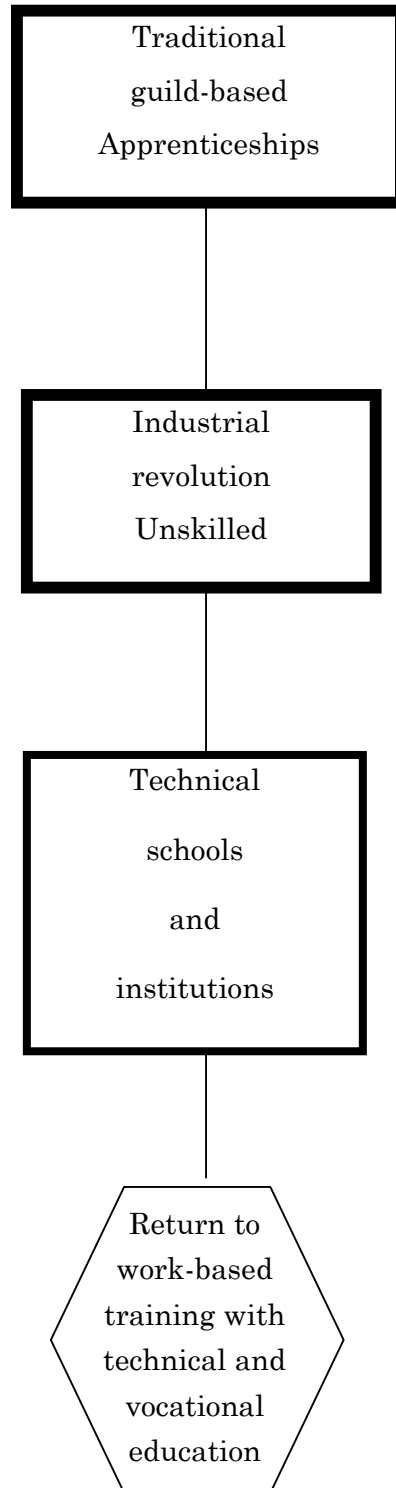 Traditional
guild-based
Apprenticeships
Industrial
revolution
Unskilled
Technical
schools
and
institutions
Return to
work-based
training with
technical and
vocational
education